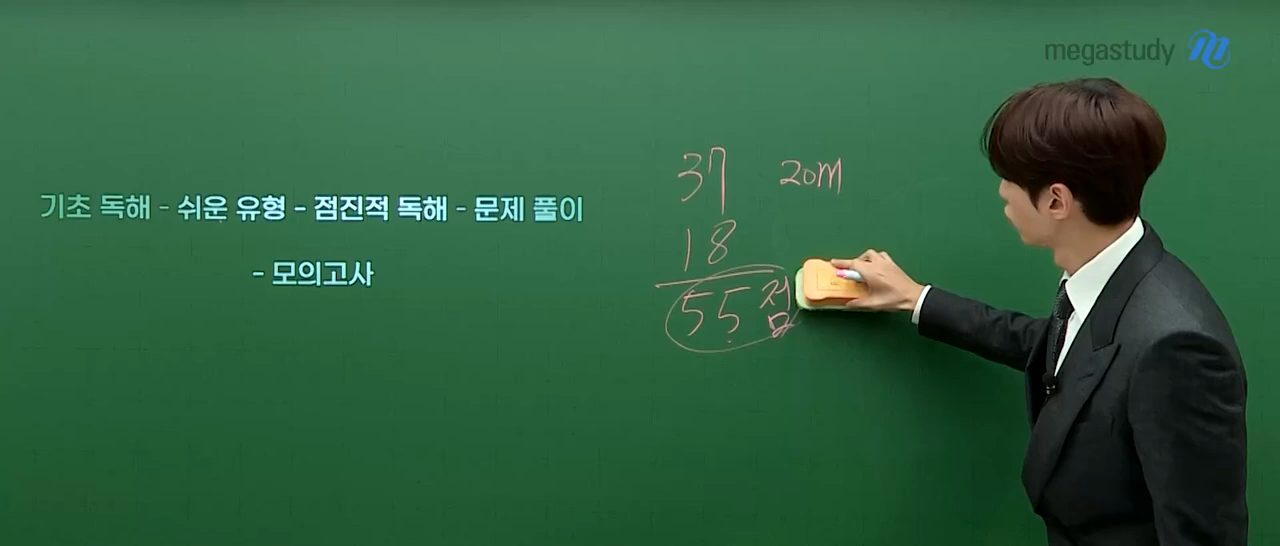 megastudy
기초 독해 - 쉬운 유형 - 점진적 독해 - 문제 풀이
- 모의고사
37 20m
18
55점